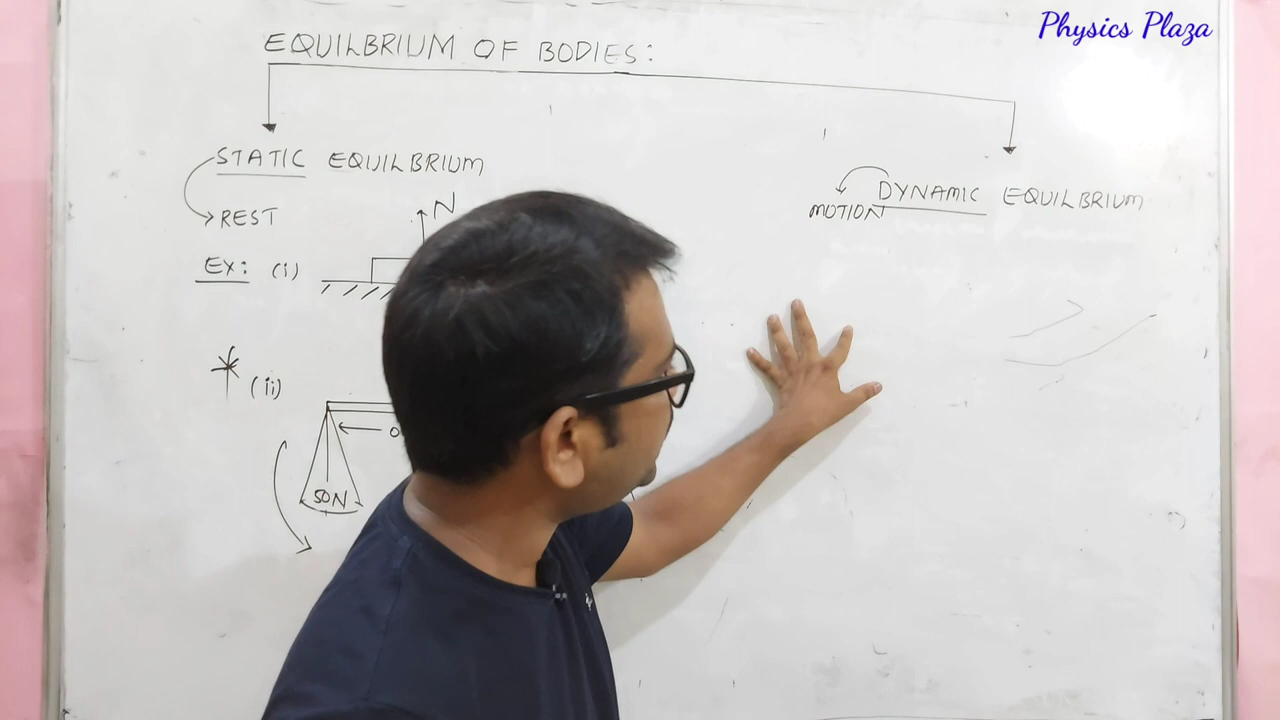 Physics Plaza
EQUILBRIUM OF BODIES:
STATIC EQUILBRIUM
REST
N
Ex: (i)
* (ii)
50N
DYNAMIC EQUILBRIUM
MOTION